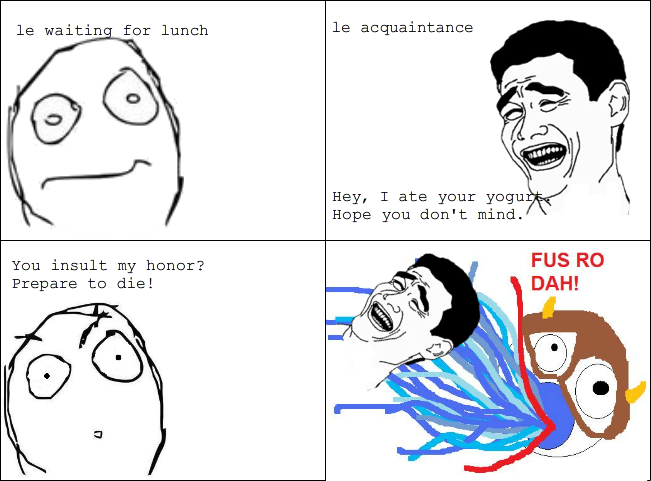 le waiting for lunch
le acquaintance
Hey, I ate your yogurt.
Hope you don't mind.
You insult my honor?
Prepare to die!
FUS RO
DAH!